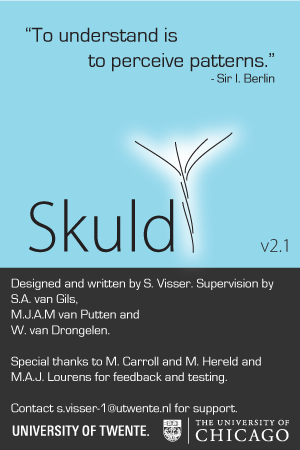 “To understand is
to perceive patterns.”
- Sir I. Berlin
Skuld
v2.1
Designed and written by S. Visser. Supervision by
S.A. van Gils,
M.J.A.M van Putten and
W. van Drongelen.
Special thanks to M. Carroll and M. Hereld and
M.A.J. Lourens for feedback and testing.
Contact s.visser-1@utwente.nl for support.
UNIVERSITY OF TWENTE.
THE UNIVERSITY OF
CHICAGO